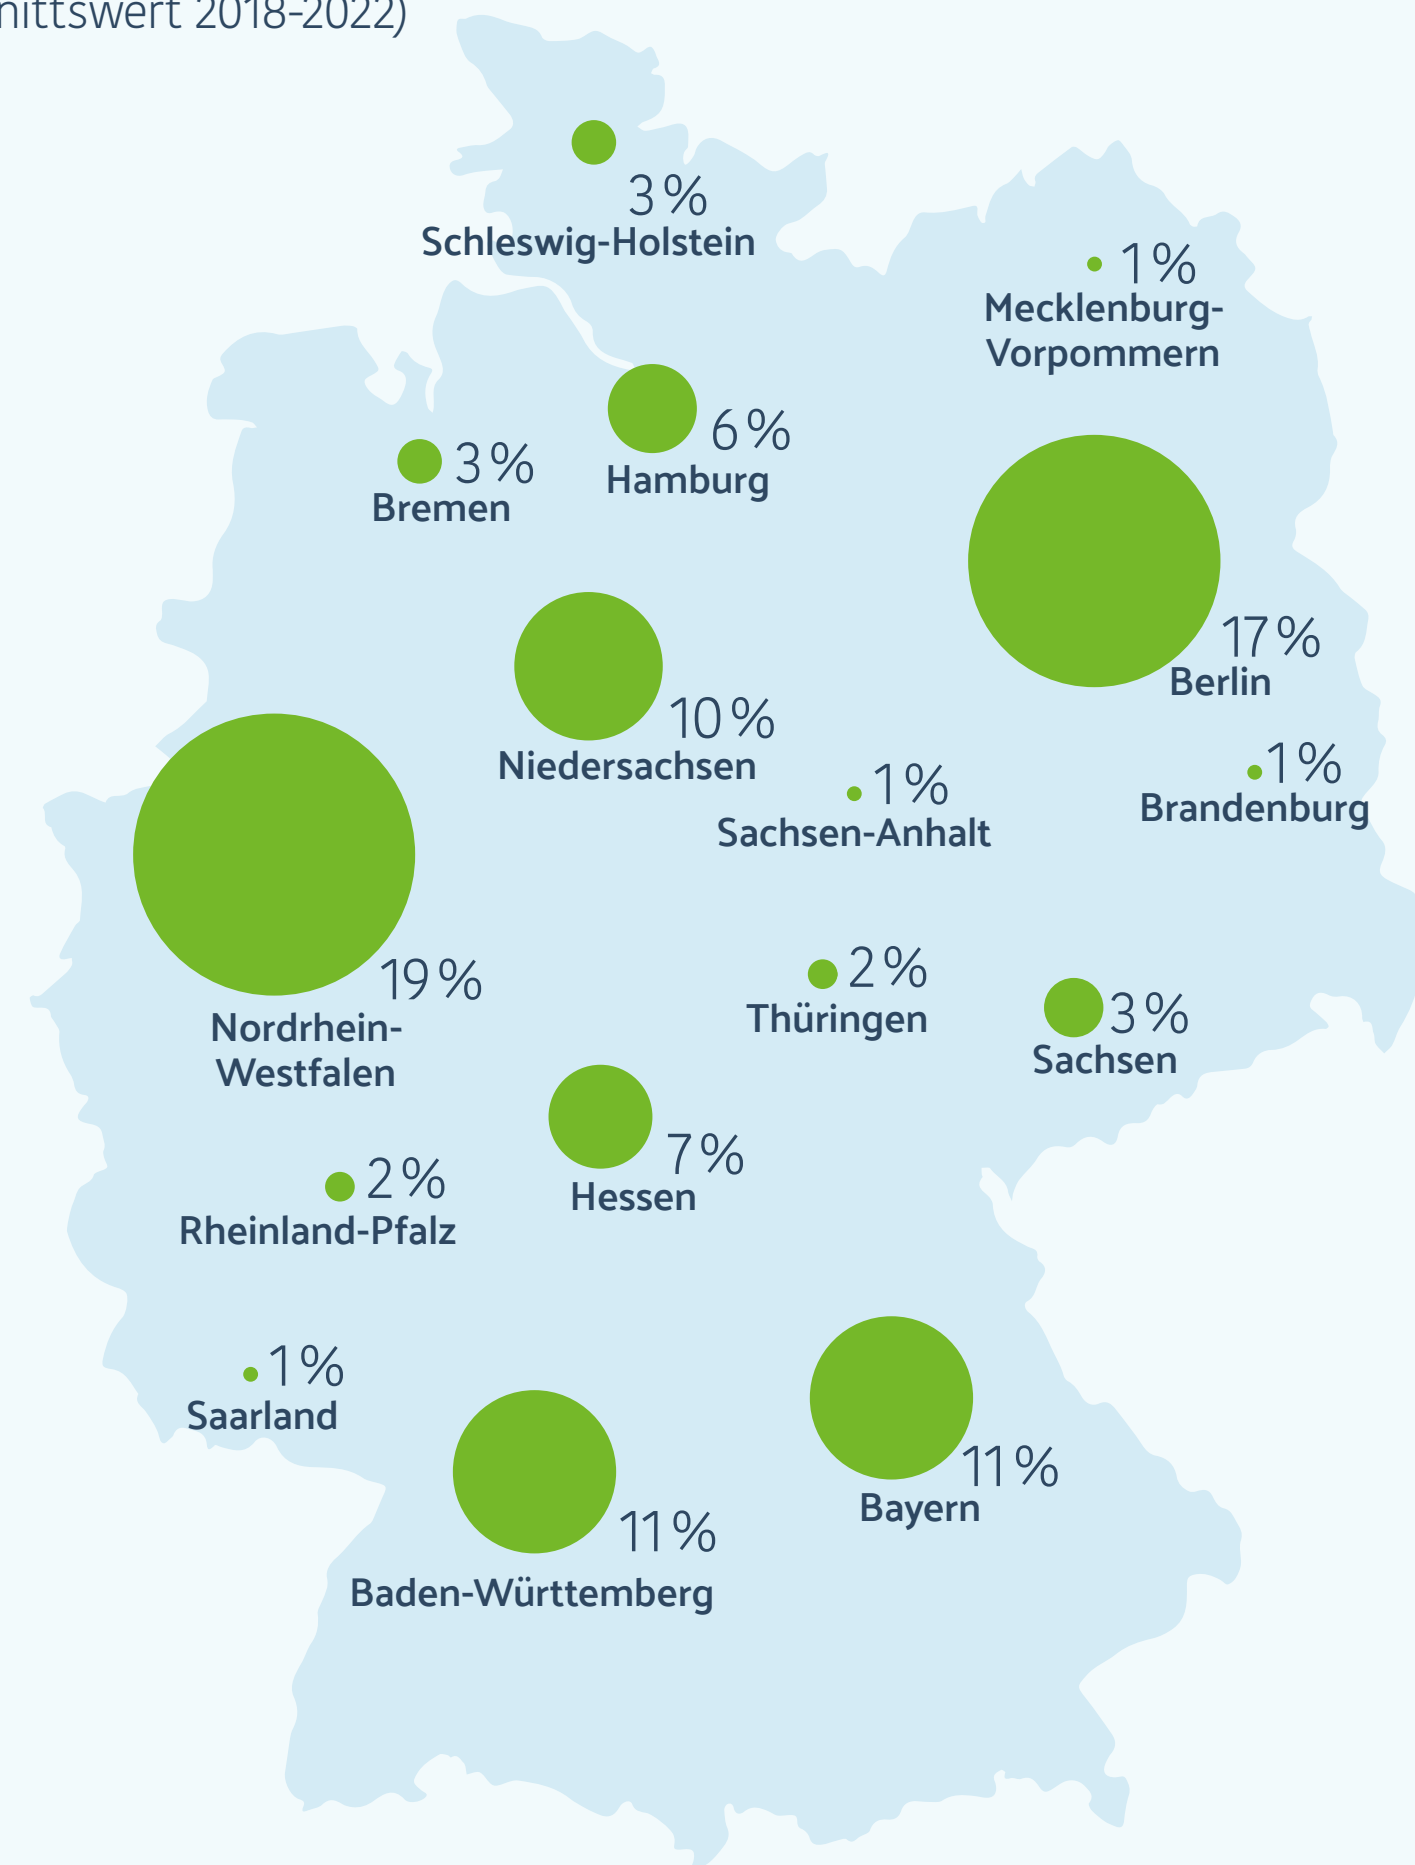 2018-2022)
3 %
Schleswig-Holstein
1 %
Mecklenburg-
Vorpommern
6 %
Hamburg
3 %
Bremen
17 %
Berlin
10 %
Niedersachsen
1 %
Brandenburg
1 %
Sachsen-Anhalt
19 %
Nordrhein-
Westfalen
2 %
Thüringen
3 %
Sachsen
7 %
Hessen
2 %
Rheinland-Pfalz
1 %
Saarland
11 %
Bayern
11 %
Baden-Württemberg